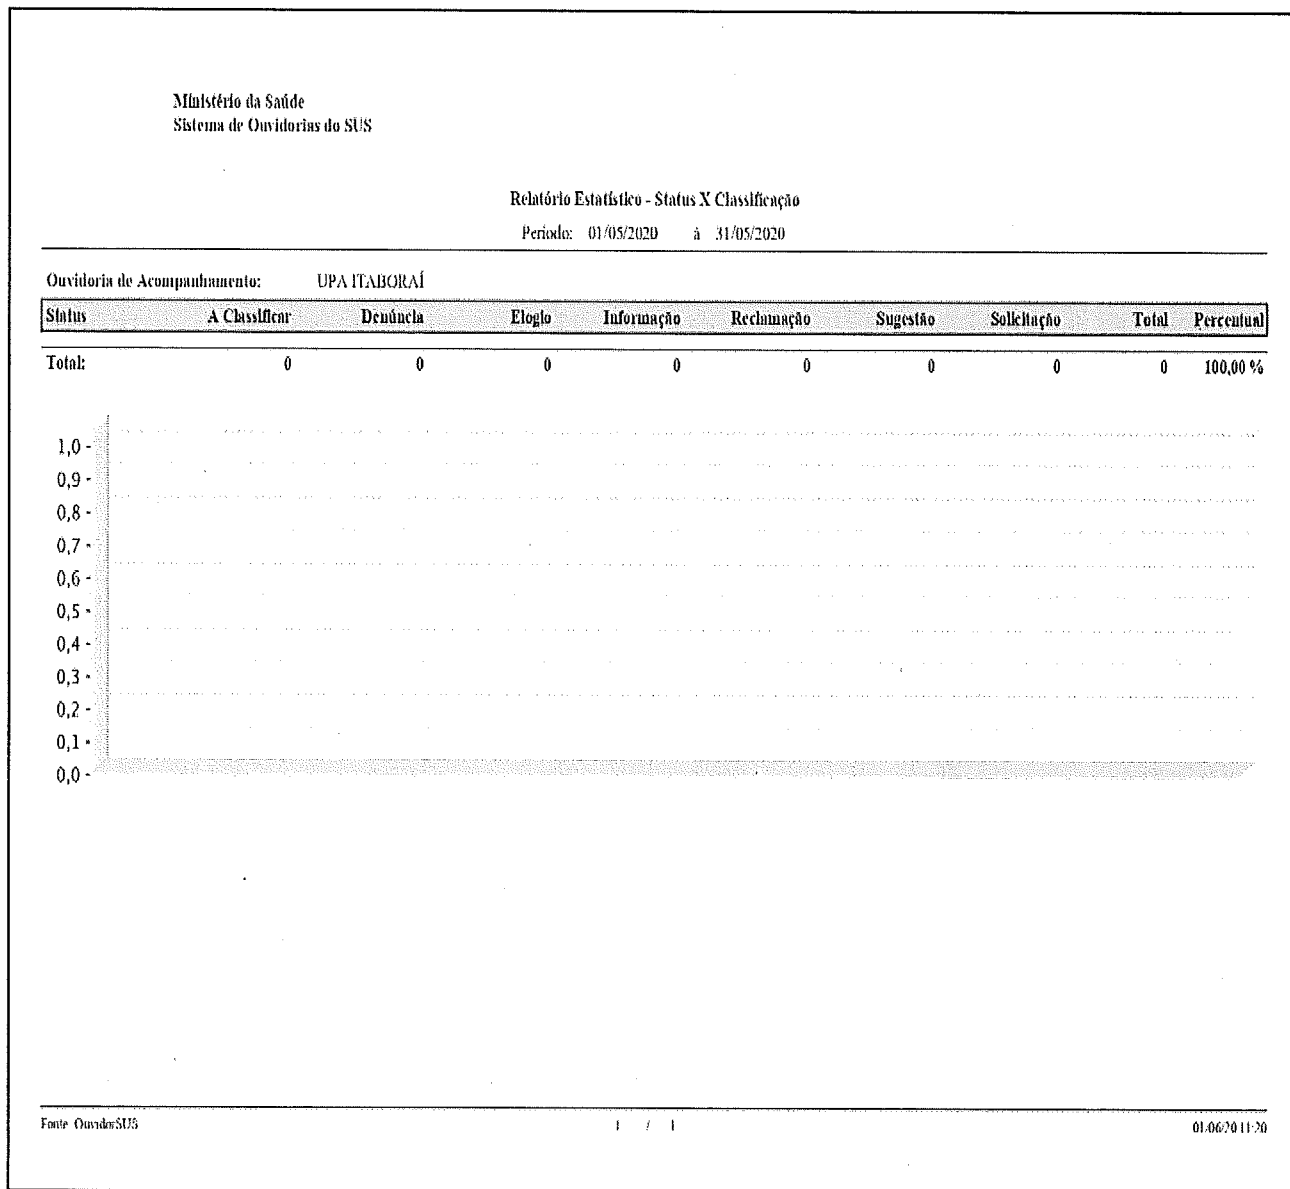 Ministério da Saúde
Sistema de Ouvidorias do SUS
Relatório Estatístico - Status X Classificação
Período: 01/05/2020 à 31/05/2020
Ouvidoria de Acompanhamento: UPA ITABORAÍ
Status A Classificar Denúncia Elogio Informação Reclamação Sugestão Solicitação Total Percentual
Total: 0 0 0 0 0 0 0 0 100,00 %
1,0
0,9
0,8
0,7
0,6
0,5
0,4
0,3
0,2
0,1
0,0
Fonte OuvidorSUS 1 / 1 01/06/20 11:20